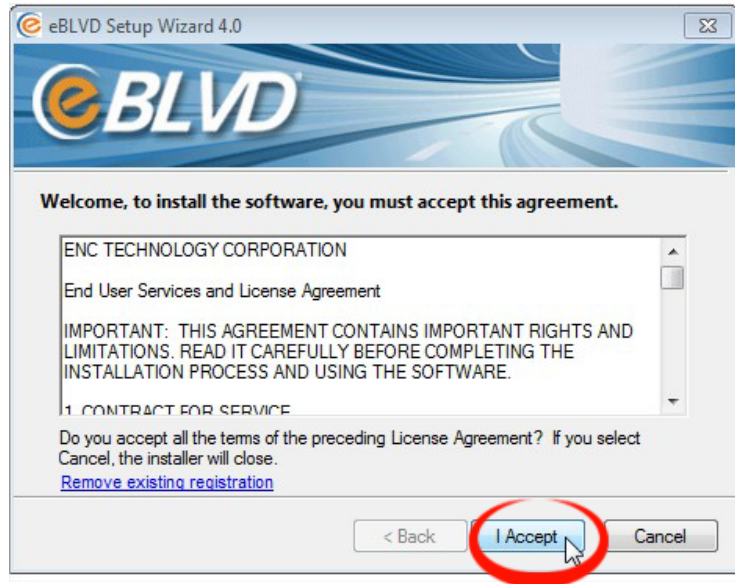 eBLVD Setup Wizard 4.0
eBLVD
Welcome, to install the software, you must accept this agreement.
ENC TECHNOLOGY CORPORATION
End User Services and License Agreement
IMPORTANT: THIS AGREEMENT CONTAINS IMPORTANT RIGHTS AND
LIMITATIONS. READ IT CAREFULLY BEFORE COMPLETING THE
INSTALLATION PROCESS AND USING THE SOFTWARE.
1. CONTRACT FOR SERVICE
Do you accept all the terms of the preceding License Agreement? If you select
Cancel, the installer will close.
Remove existing registration
< Back I Accept Cancel